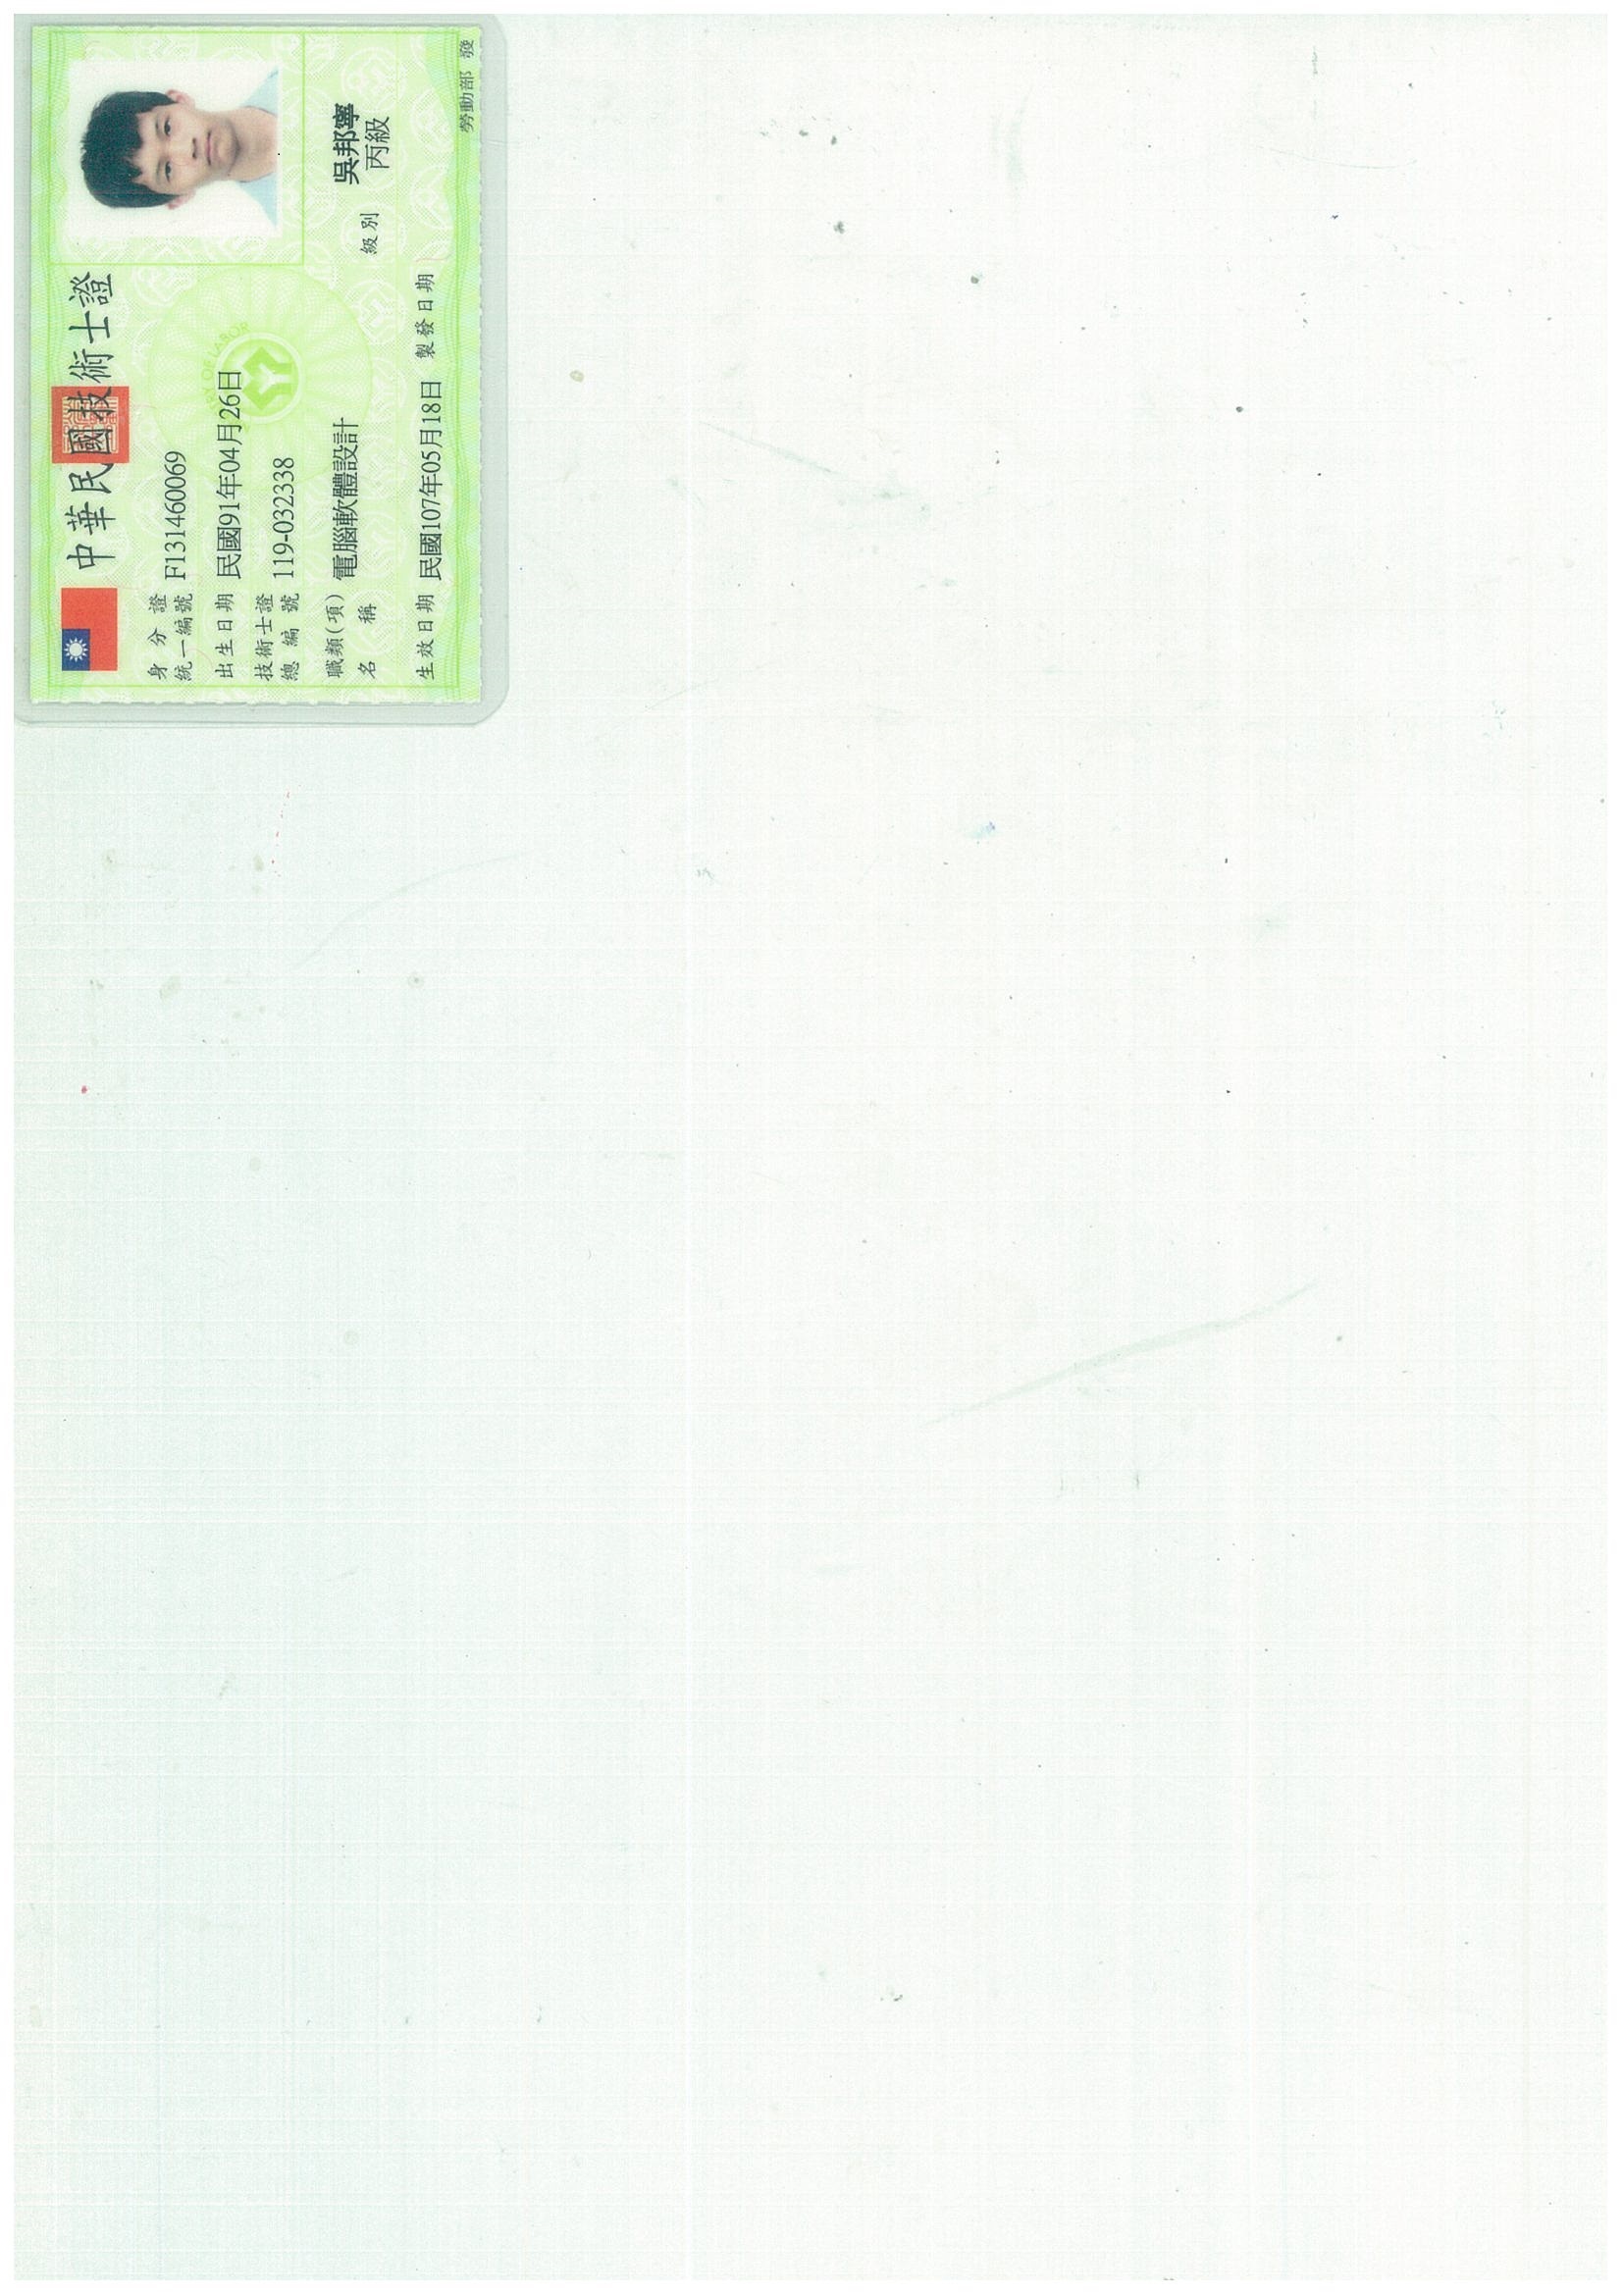 中華民國技術士證
身分證統一編號 F131460069
出生日期 民國91年04月26日
技術士證總編號 119-032338
職類(項)名稱 電腦軟體設計
吳邦寧
級別 丙級
生效日期 民國107年05月18日 製發日期
勞動部 發